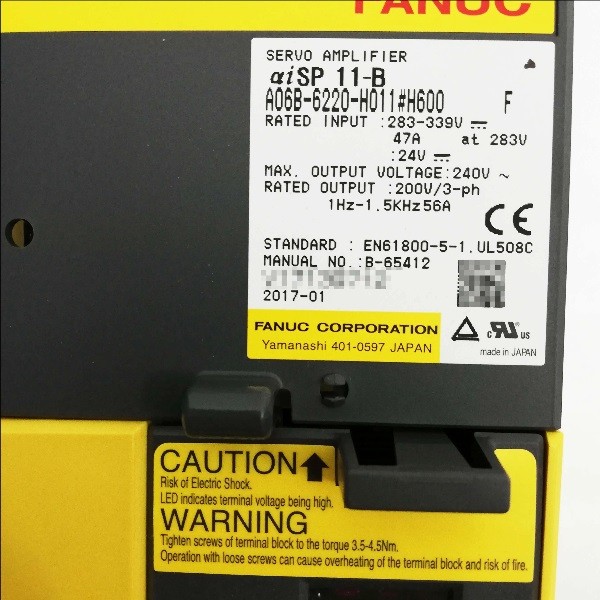 FANUC
SERVO AMPLIFIER
αiSP 11-B
A06B-6220-H011#H600 F
RATED INPUT :283-339V ⎓
47A at 283V
:24V ⎓
MAX. OUTPUT VOLTAGE:240V ~
RATED OUTPUT :200V/3-ph
1Hz-1.5KHz56A
CE
STANDARD : EN61800-5-1.UL508C
MANUAL NO.:B-65412
2017-01
FANUC CORPORATION
Yamanashi 401-0597 JAPAN
c UL US
made in JAPAN
CAUTION
Risk of Electric Shock.
LED indicates terminal voltage being high.
WARNING
Tighten screws of terminal block to the torque 3.5-4.5Nm.
Operation with loose screws can cause overheating of the terminal block and risk of fire.